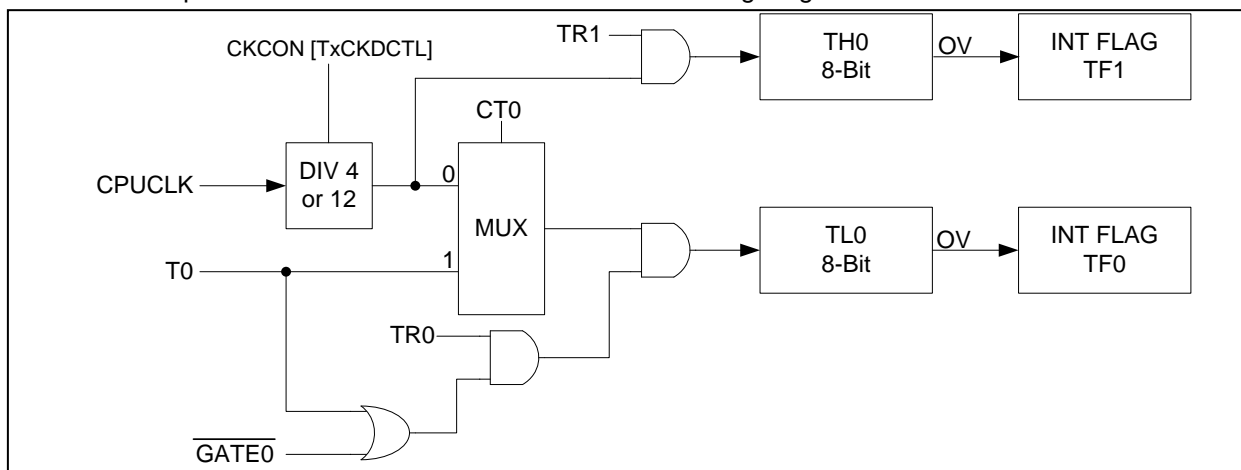 TR1
TH0
8-Bit
OV
INT FLAG
TF1
CKCON [TxCKDCTL]
CT0
CPUCLK
DIV 4
or 12
0
MUX
T0
1
TL0
8-Bit
OV
INT FLAG
TF0
TR0
GATE0